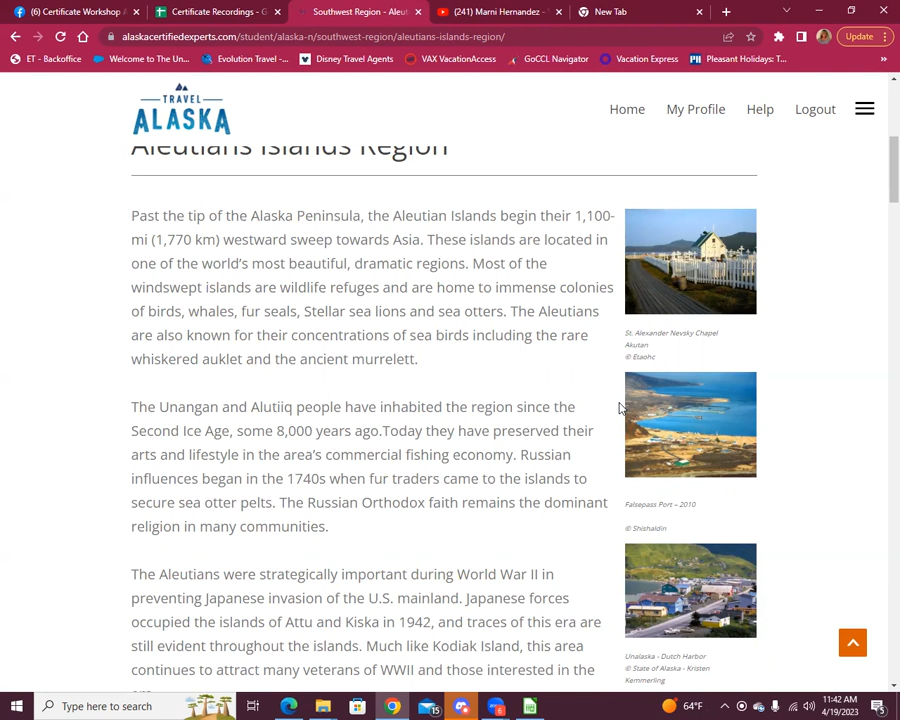 (6) Certificate Workshop A
Certificate Recordings - G
Southwest Region - Aleut
(241) Marni Hernandez -
New Tab
alaskacertifiedexperts.com/student/alaska-n/southwest-region/aleutians-islands-region/
Update
ET - Backoffice
Welcome to The Un...
Evolution Travel -...
Disney Travel Agents
VAX VacationAccess
GoCCL Navigator
Vacation Express
Pleasant Holidays: T...
TRAVEL
ALASKA
Home
My Profile
Help
Logout
Aleutians Islands Region
Past the tip of the Alaska Peninsula, the Aleutian Islands begin their 1,100-
mi (1,770 km) westward sweep towards Asia. These islands are located in
one of the world's most beautiful, dramatic regions. Most of the
windswept islands are wildlife refuges and are home to immense colonies
of birds, whales, fur seals, Stellar sea lions and sea otters. The Aleutians
are also known for their concentrations of sea birds including the rare
whiskered auklet and the ancient murrelett.
St. Alexander Nevsky Chapel
Akutan
© Etaohc
The Unangan and Alutiiq people have inhabited the region since the
Second Ice Age, some 8,000 years ago.Today they have preserved their
arts and lifestyle in the area's commercial fishing economy. Russian
influences began in the 1740s when fur traders came to the islands to
secure sea otter pelts. The Russian Orthodox faith remains the dominant
religion in many communities.
Falsepass Port – 2010
© Shishaldin
The Aleutians were strategically important during World War II in
preventing Japanese invasion of the U.S. mainland. Japanese forces
occupied the islands of Attu and Kiska in 1942, and traces of this era are
still evident throughout the islands. Much like Kodiak Island, this area
continues to attract many veterans of WWII and those interested in the
Unalaska - Dutch Harbor
© State of Alaska - Kristen
Kemmerling
Type here to search
15
6
64°F
11:42 AM
4/19/2023
5